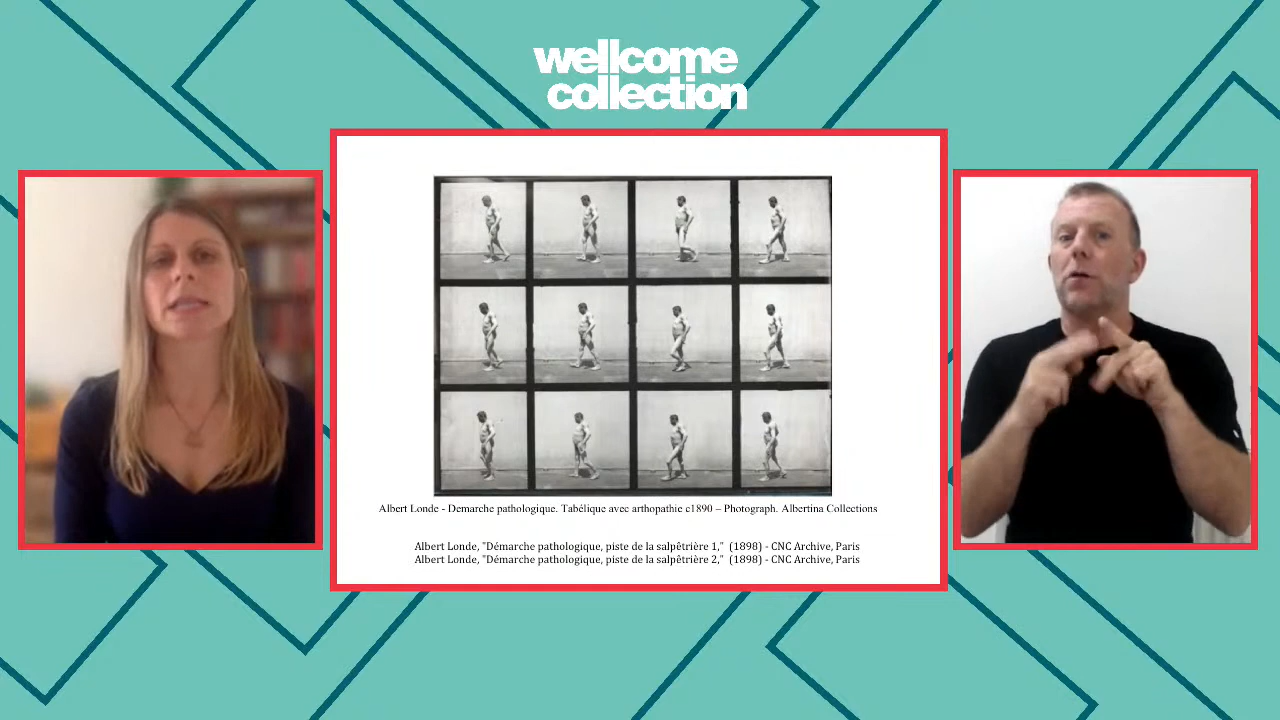 wellcome
collection
Albert Londe - Demarche pathologique. Tabélique avec arthopathie c1890 – Photograph. Albertina Collections
Albert Londe, "Démarche pathologique, piste de la salpêtrière 1," (1898) - CNC Archive, Paris
Albert Londe, "Démarche pathologique, piste de la salpêtrière 2," (1898) - CNC Archive, Paris